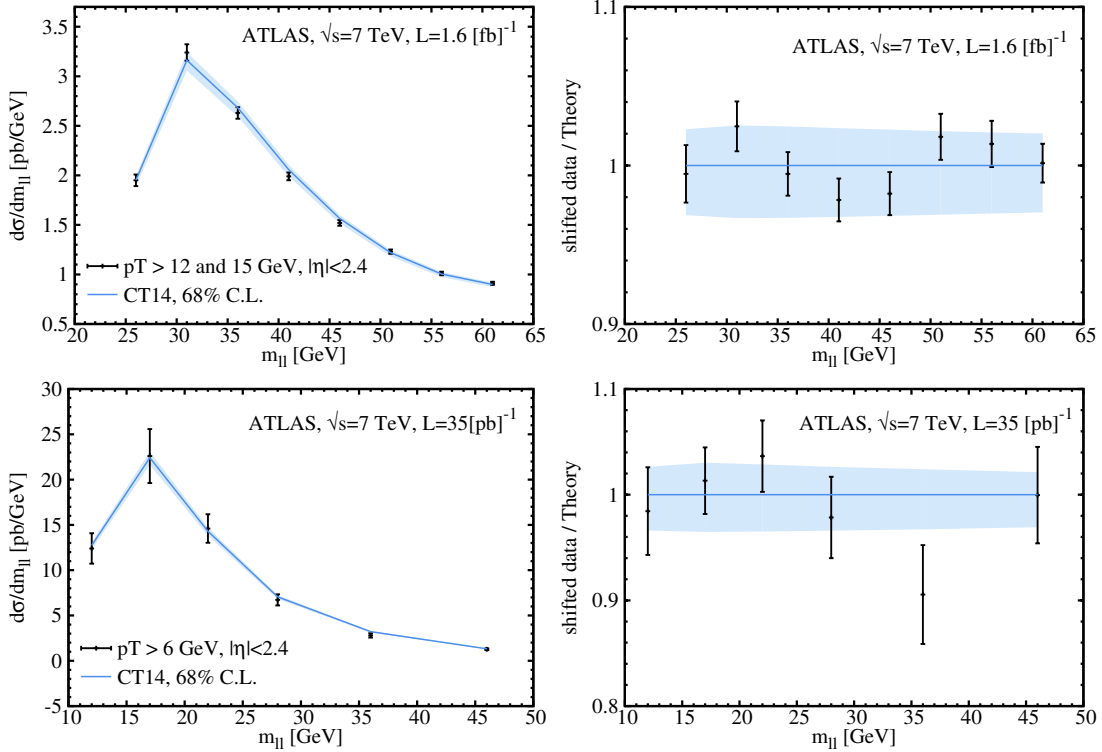 3.5
3
2.5
2
1.5
1
0.5
20 25 30 35 40 45 50 55 60 65
dσ/dm_ll [pb/GeV]
m_ll [GeV]
ATLAS, √s=7 TeV, L=1.6 [fb]^-1
pT > 12 and 15 GeV, |η|<2.4
CT14, 68% C.L.
1.1
1
0.9
20 25 30 35 40 45 50 55 60 65
shifted data / Theory
m_ll [GeV]
ATLAS, √s=7 TeV, L=1.6 [fb]^-1
30
25
20
15
10
5
0
10 15 20 25 30 35 40 45 50
dσ/dm_ll [pb/GeV]
m_ll [GeV]
ATLAS, √s=7 TeV, L=35[pb]^-1
pT > 6 GeV, |η|<2.4
CT14, 68% C.L.
1.1
1
0.9
0.8
10 15 20 25 30 35 40 45 50
shifted data / Theory
m_ll [GeV]
ATLAS, √s=7 TeV, L=35 [pb]^-1